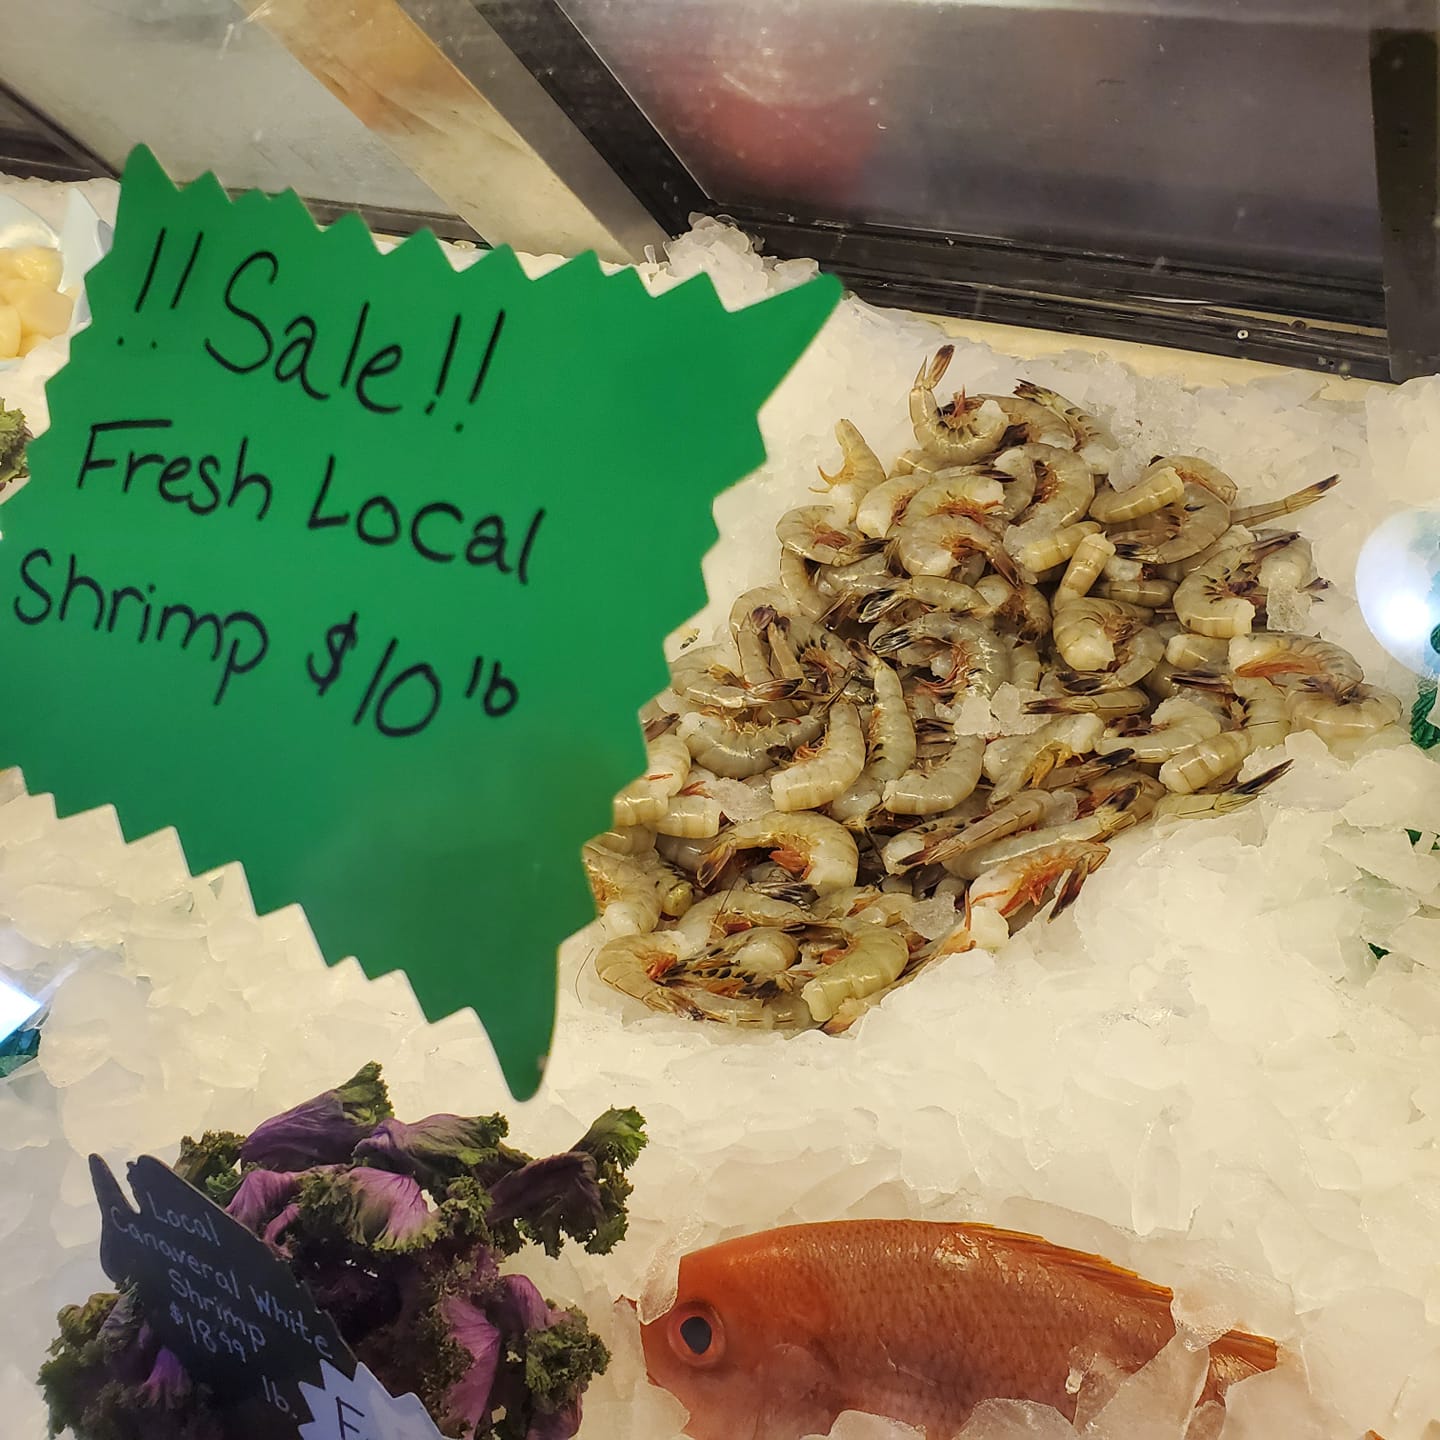 !! Sale !!
Fresh Local
Shrimp $10 lb
Local
Canaveral White
Shrimp
$18.99
lb.
F